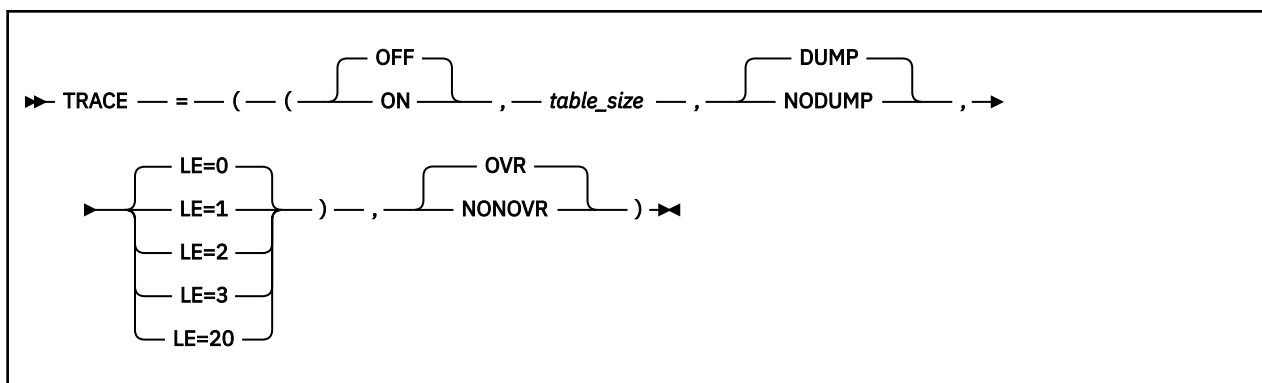 OFF DUMP
TRACE = ( ( ON , table_size , NODUMP ,
LE=0 OVR
LE=1 ) , NONOVR )
LE=2
LE=3
LE=20